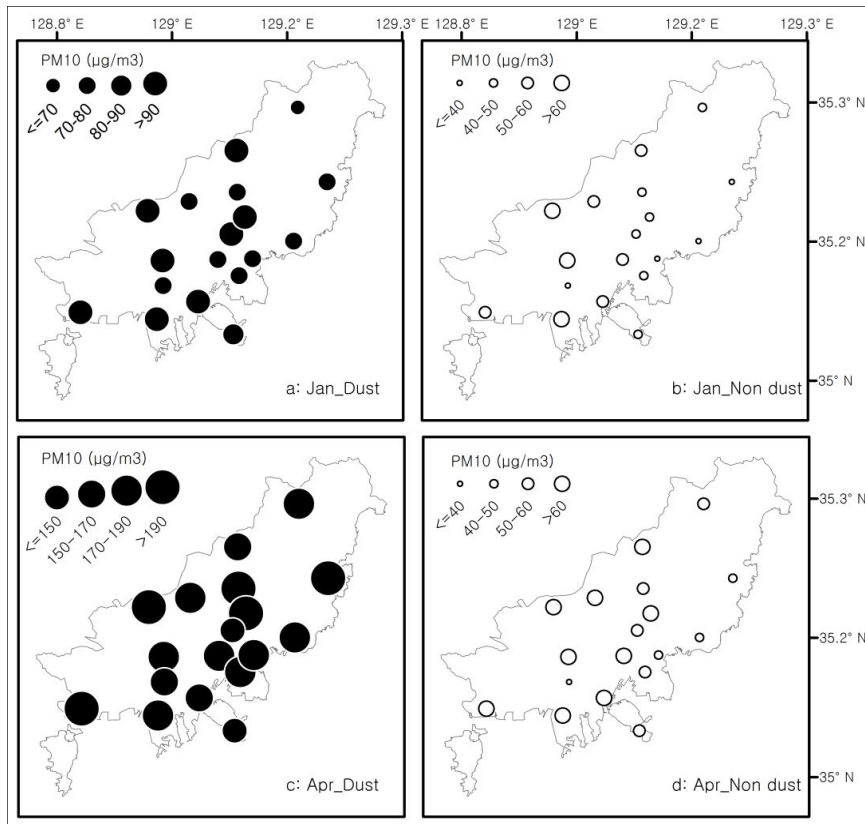 128.8° E 129° E 129.2° E 129.3° E 128.8° E 129° E 129.2° E 129.3° E
PM10 (μg/m3)
<=70 70-80 80-90 >90
a: Jan_Dust
PM10 (μg/m3)
<=40 40-50 50-60 >60
b: Jan_Non dust
35.3° N
35.2° N
35° N
PM10 (μg/m3)
<=150 150-170 170-190 >190
c: Apr_Dust
PM10 (μg/m3)
<=40 40-50 50-60 >60
d: Apr_Non dust
35.3° N
35.2° N
35° N